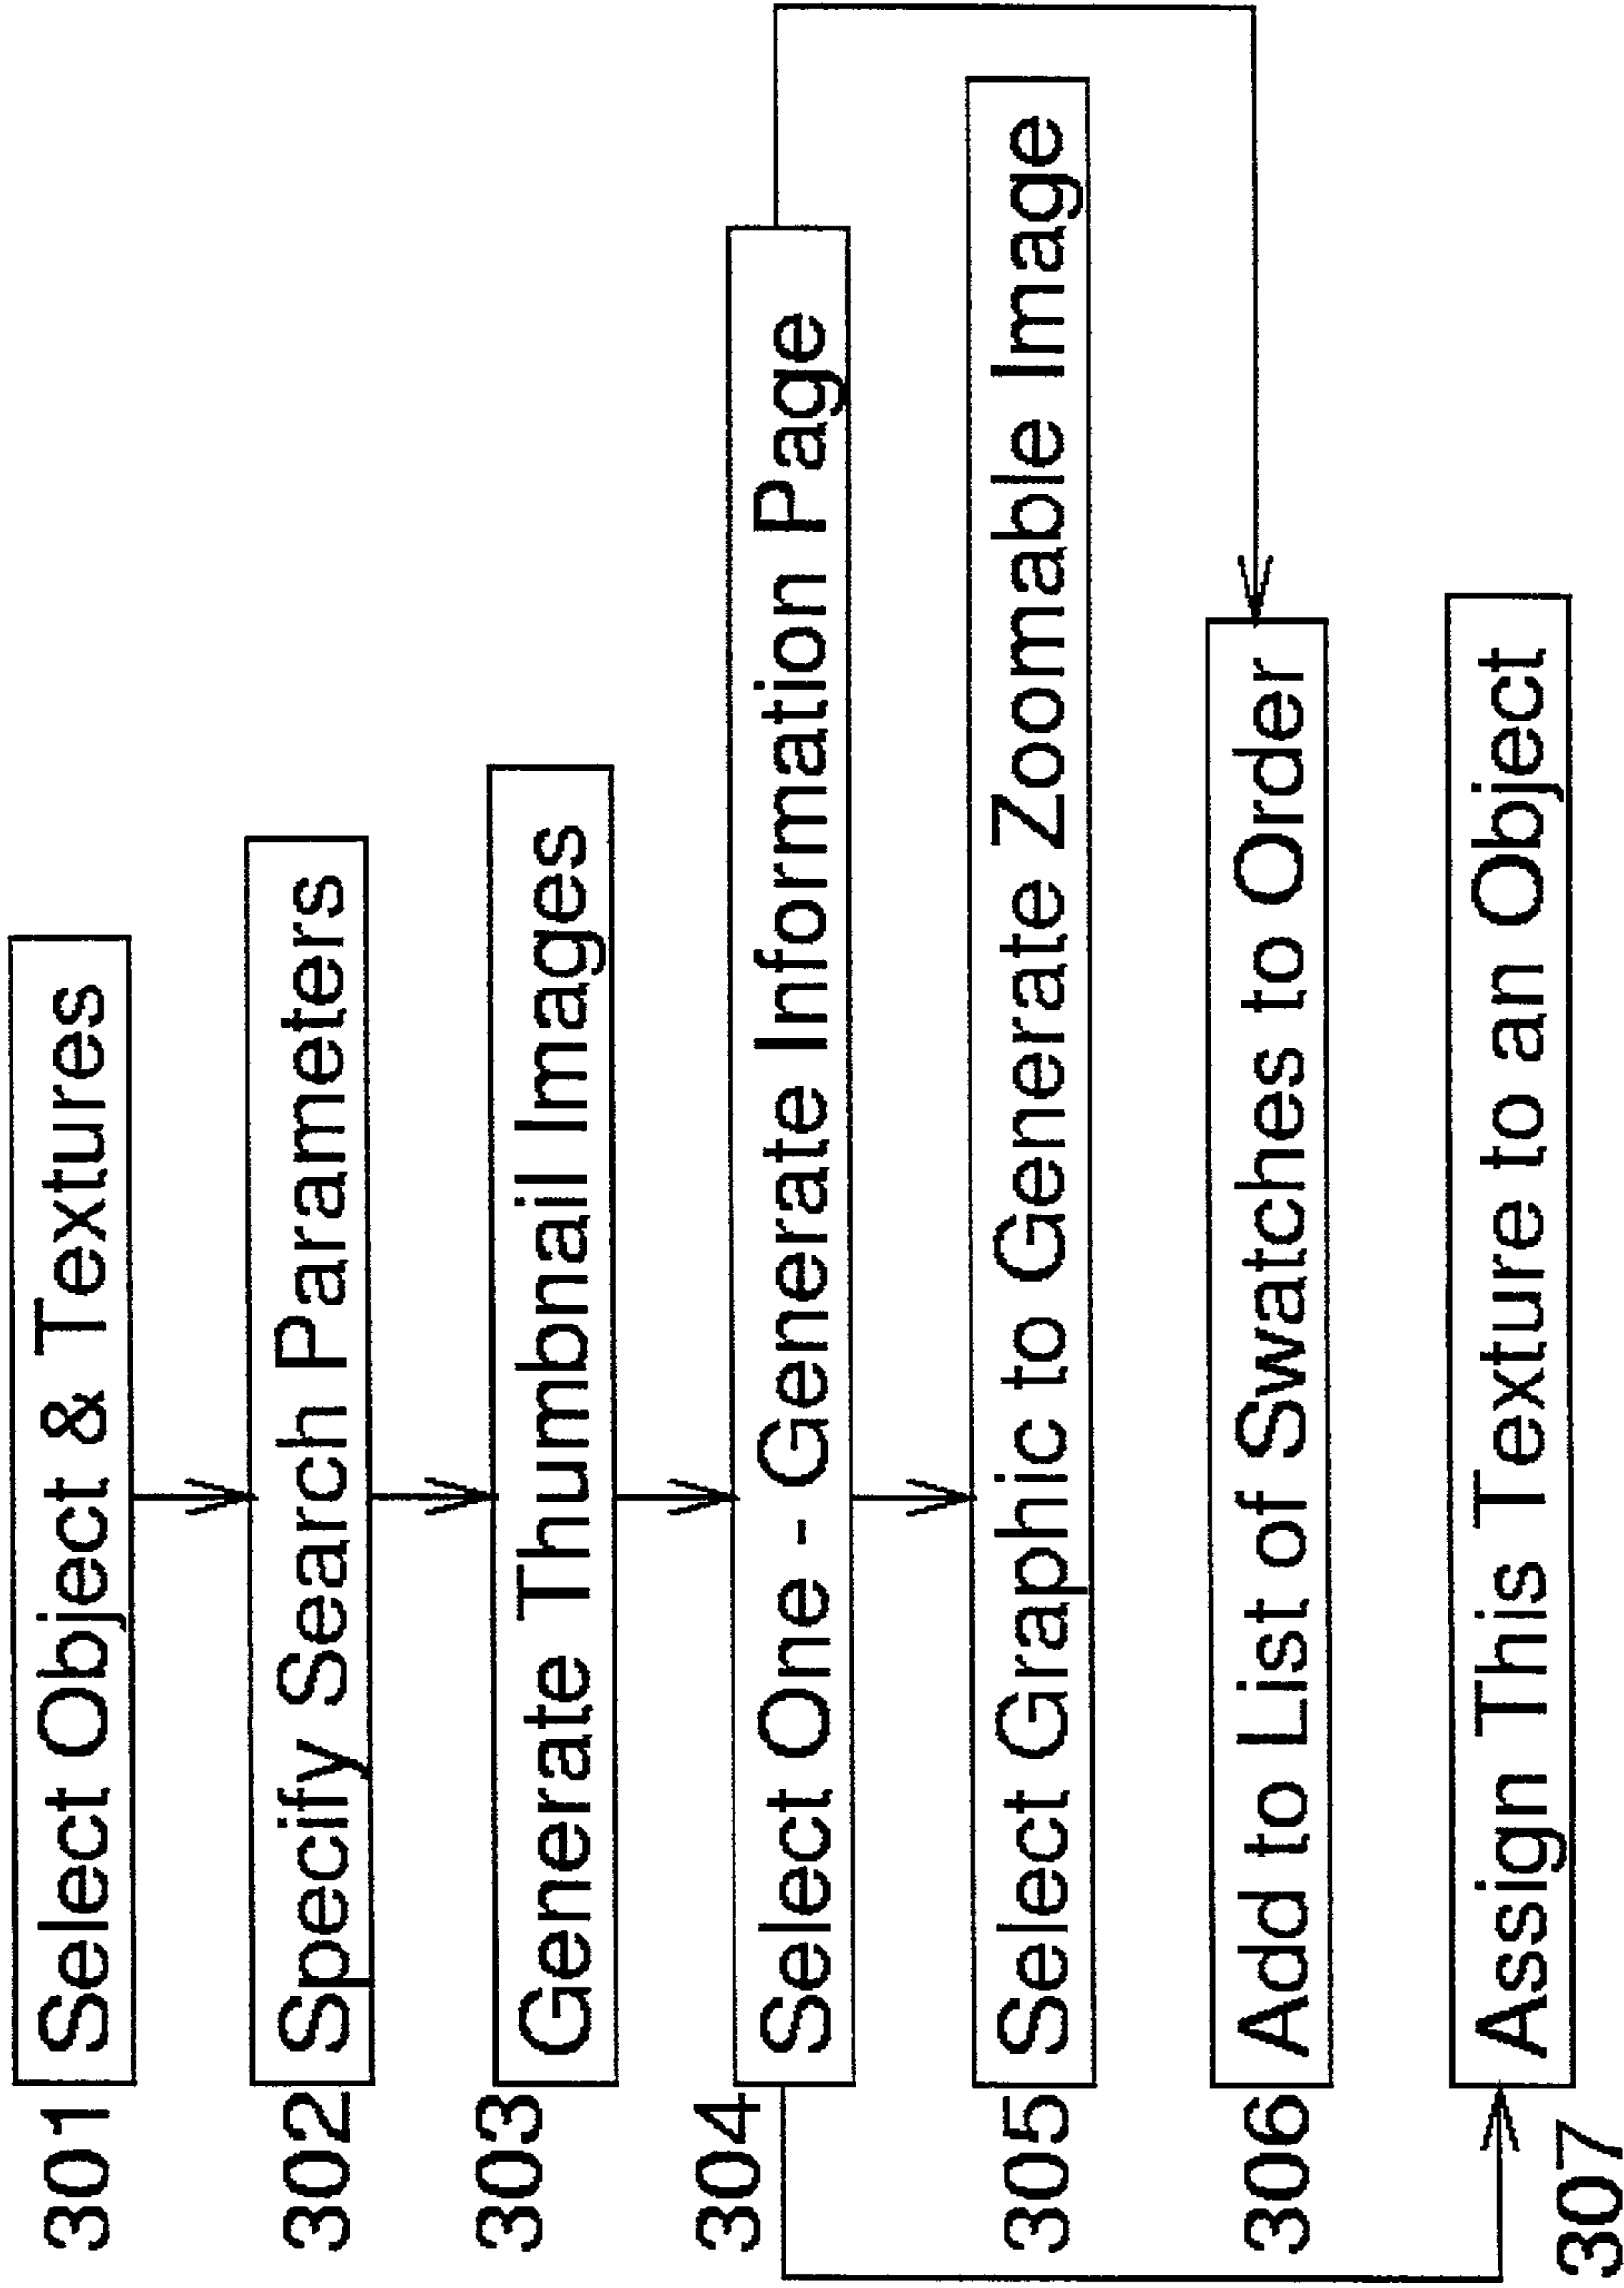 301 Select Object & Textures
302 Specify Search Parameters
303 Generate Thumbnail Images
304 Select One - Generate Information Page
305 Select Graphic to Generate Zoomable Image
306 Add to List of Swatches to Order
307 Assign This Texture to an Object